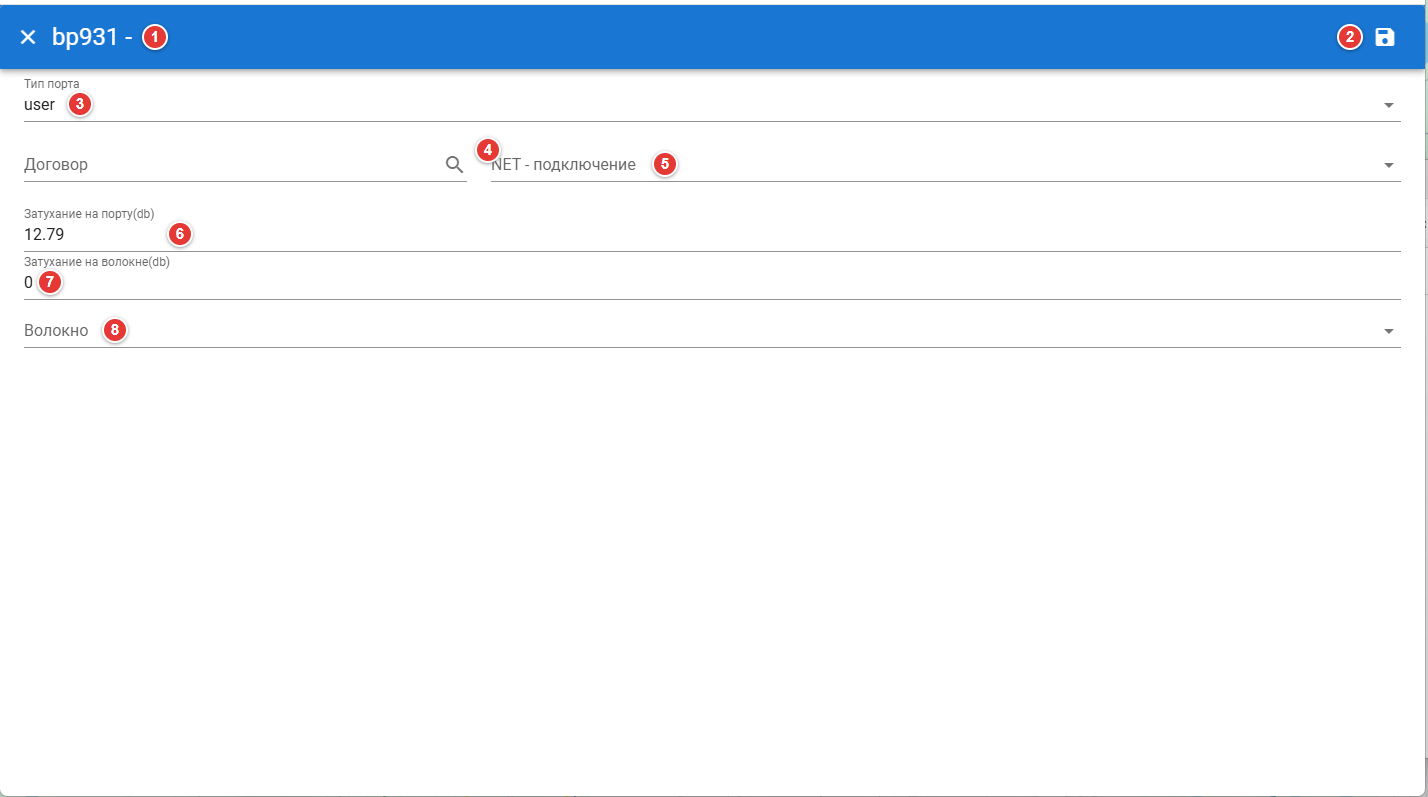 bp931 - 1 2
Тип порта
user 3
Договор 4 NET - подключение 5
Затухание на порту(db)
12.79 6
Затухание на волокне(db)
0 7
Волокно 8